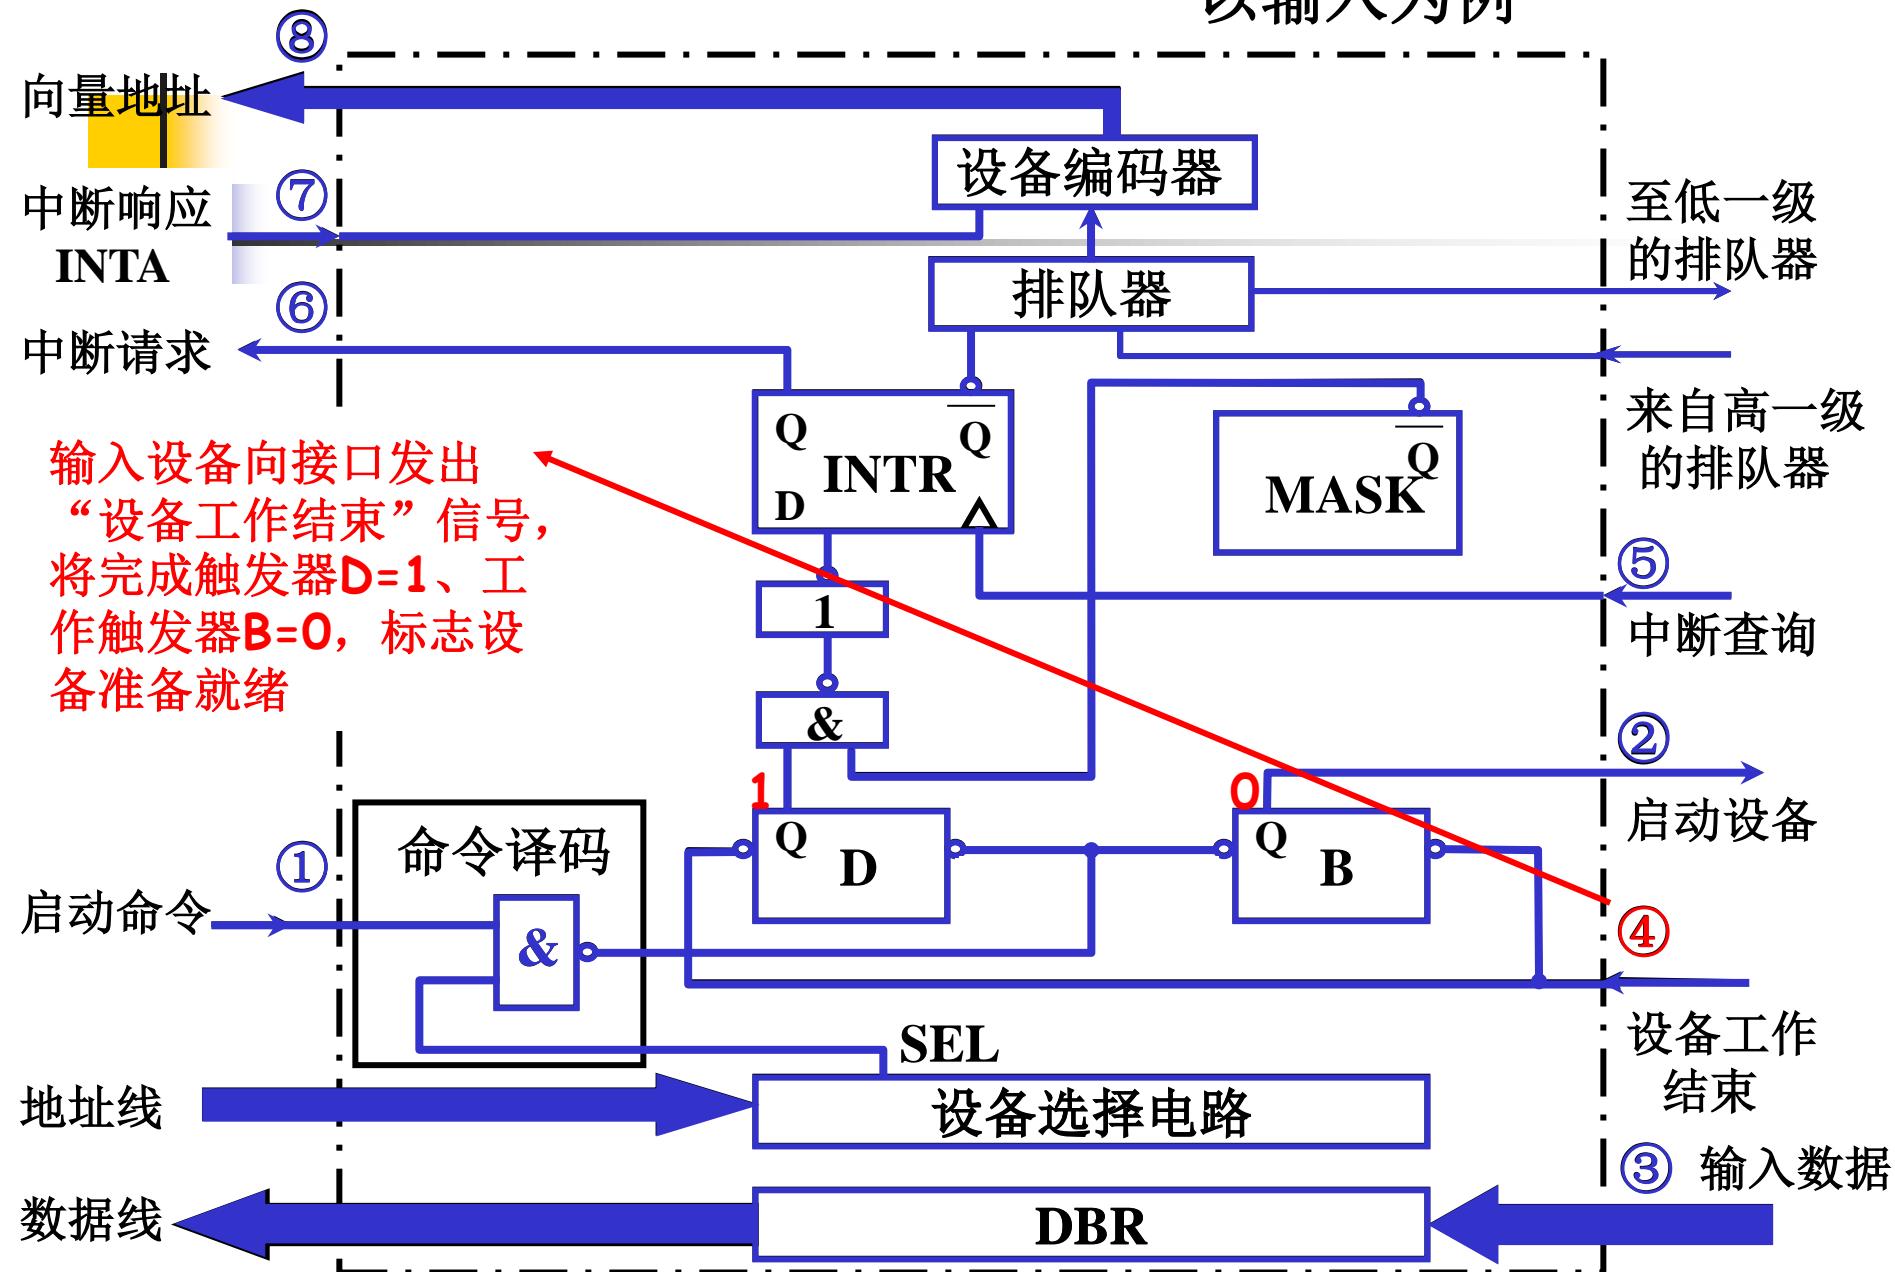 以输入为例
⑧
向量地址
设备编码器
⑦
中断响应
INTA
至低一级
的排队器
排队器
⑥
中断请求
来自高一级
的排队器
Q
Q
INTR
D
Q
MASK
输入设备向接口发出
“设备工作结束”信号，
将完成触发器D=1、工
作触发器B=0，标志设
备准备就绪
⑤
中断查询
1
&
②
启动设备
1
0
Q
D
Q
B
命令译码
①
启动命令
&
④
设备工作
结束
SEL
地址线
设备选择电路
③ 输入数据
数据线
DBR